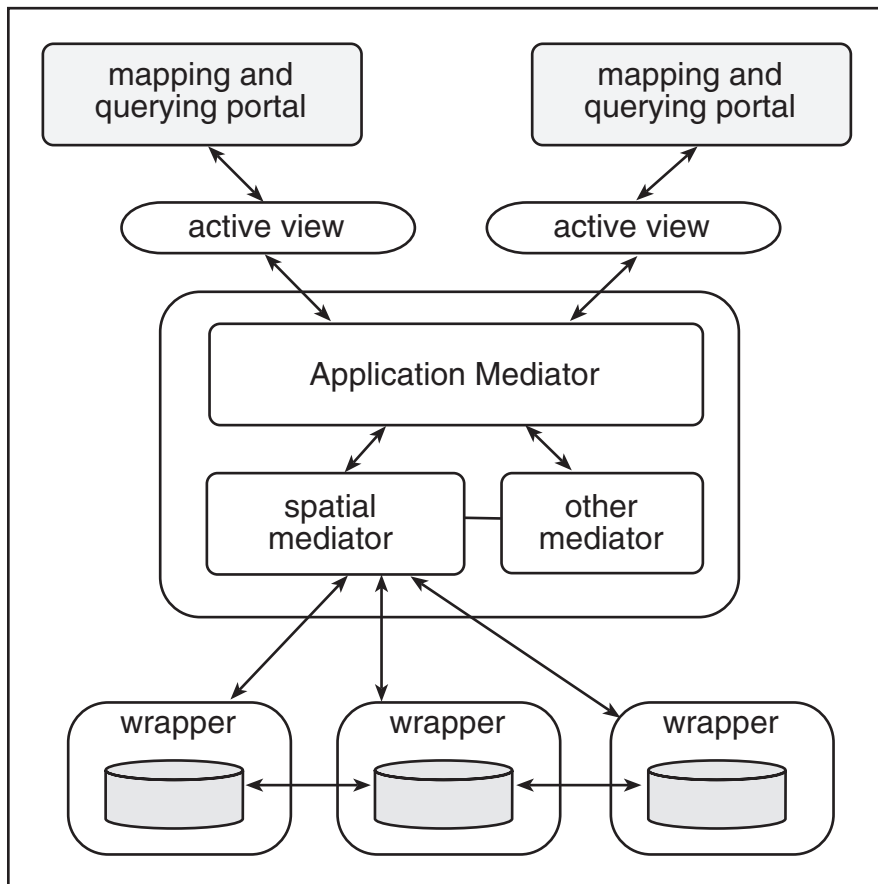 mapping and
querying portal
mapping and
querying portal
active view
active view
Application Mediator
spatial
mediator
other
mediator
wrapper
wrapper
wrapper